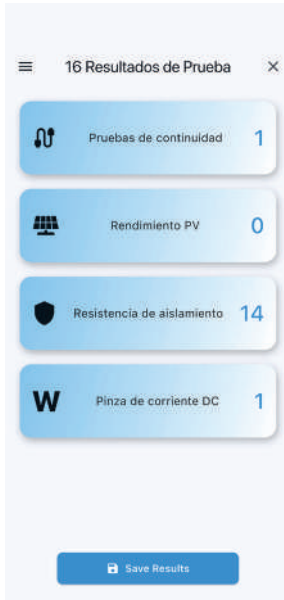 16 Resultados de Prueba
Pruebas de continuidad 1
Rendimiento PV 0
Resistencia de aislamiento 14
W Pinza de corriente DC 1
Save Results